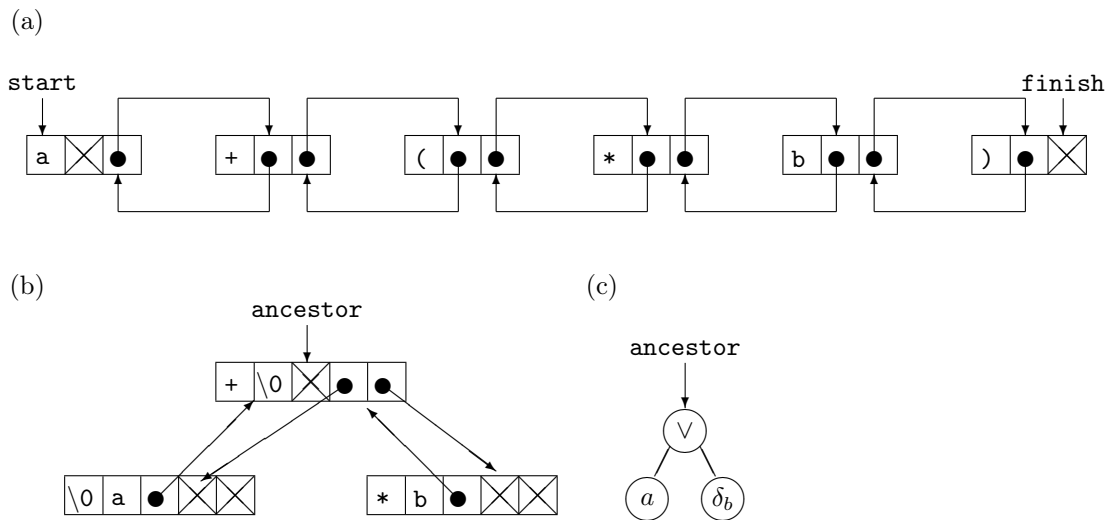 (a)
start finish
a + ( * b )
(b) (c)
ancestor
ancestor
+ \0
∨
\0 a * b
a δ_b